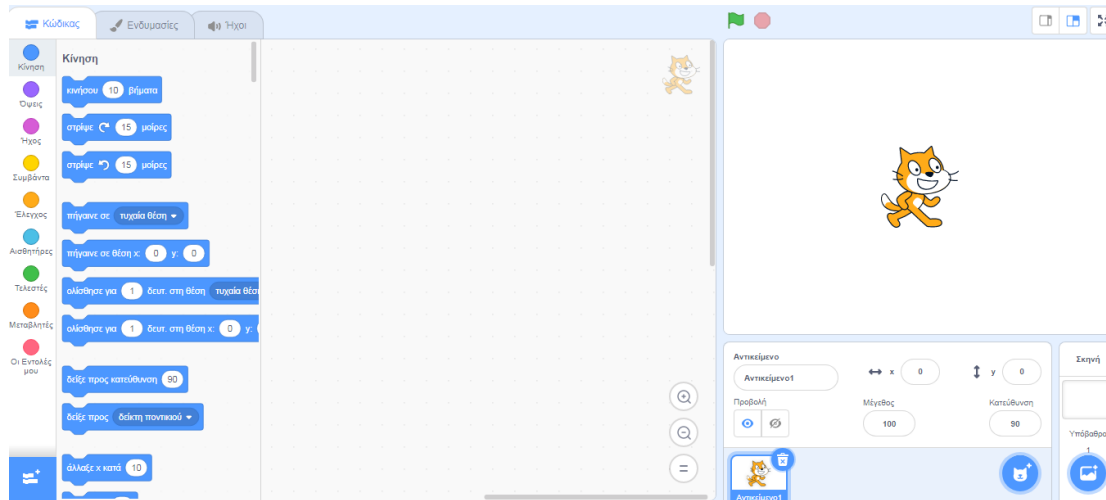 Κώδικας
Ενδυμασίες
Ήχοι
Κίνηση
Όψεις
Ήχος
Συμβάντα
Έλεγχος
Αισθητήρες
Τελεστές
Μεταβλητές
Οι Εντολές
μου
Κίνηση
κινήσου 10 βήματα
στρίψε 15 μοίρες
στρίψε 15 μοίρες
πήγαινε σε τυχαία θέση
πήγαινε σε θέση x: 0 y: 0
ολίσθησε για 1 δευτ. στη θέση τυχαία θέσ
ολίσθησε για 1 δευτ. στη θέση x: 0 y:
δείξε προς κατεύθυνση 90
δείξε προς δείκτη ποντικιού
άλλαξε x κατά 10
=
Αντικείμενο
Αντικείμενο1
x 0
y 0
Προβολή
Μέγεθος
100
Κατεύθυνση
90
Αντικείμενο1
Σκηνή
Υπόβαθρα
1